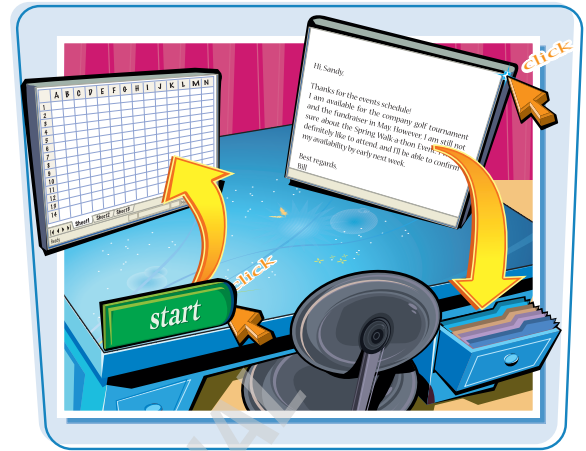 click
A B C D E F G H I J K L M N
1
2
3
4
5
6
7
8
9
10
11
12
13
14
Sheet1 Sheet2 Sheet3
Ready
Hi, Sandy,
Thanks for the events schedule!
I am available for the company golf tournament
and the fundraiser in May. However, I am still not
sure about the Spring Walk-a-thon Event. I
definitely like to attend, and I'll be able to confirm
my availability by early next week.
Best regards,
Bill
click
start
IAL